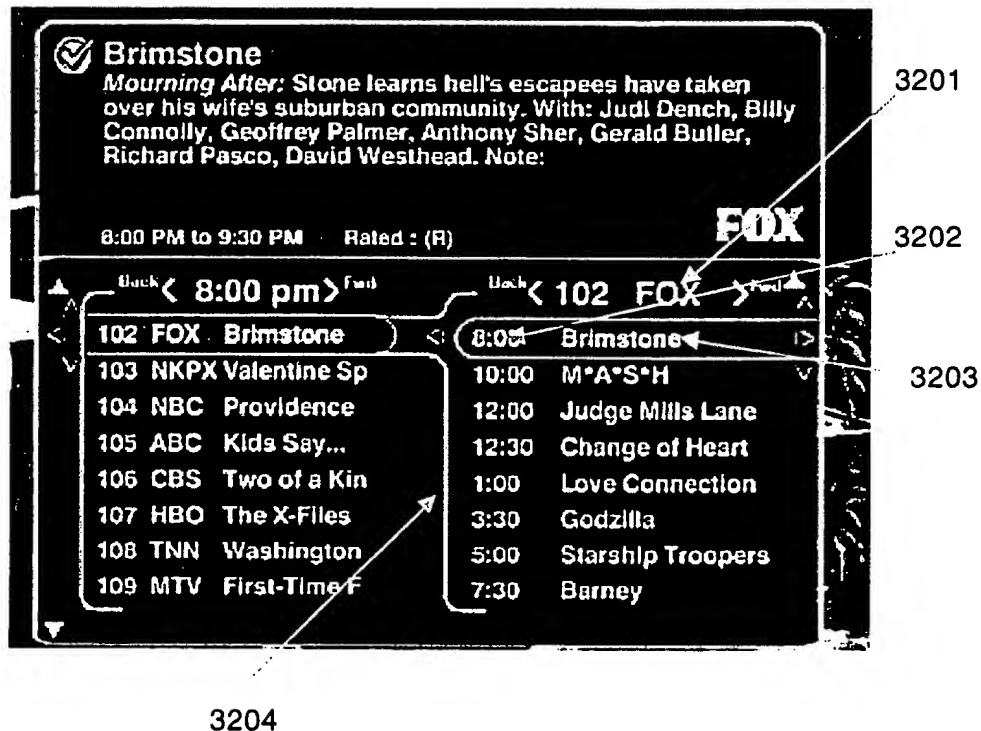 Brimstone
Mourning After: Stone learns hell's escapees have taken
over his wife's suburban community. With: Judi Dench, Billy
Connolly, Geoffrey Palmer, Anthony Sher, Gerald Butler,
Richard Pasco, David Westhead. Note:
FOX
8:00 PM to 9:30 PM Rated : (R)
Back < 8:00 pm > Fwd
102 FOX Brimstone
103 NKPX Valentine Sp
104 NBC Providence
105 ABC Kids Say...
106 CBS Two of a Kin
107 HBO The X-Files
108 TNN Washington
109 MTV First-Time F
Back < 102 FOX > Fwd
8:00 Brimstone
10:00 M*A*S*H
12:00 Judge Mills Lane
12:30 Change of Heart
1:00 Love Connection
3:30 Godzilla
5:00 Starship Troopers
7:30 Barney
3201
3202
3203
3204